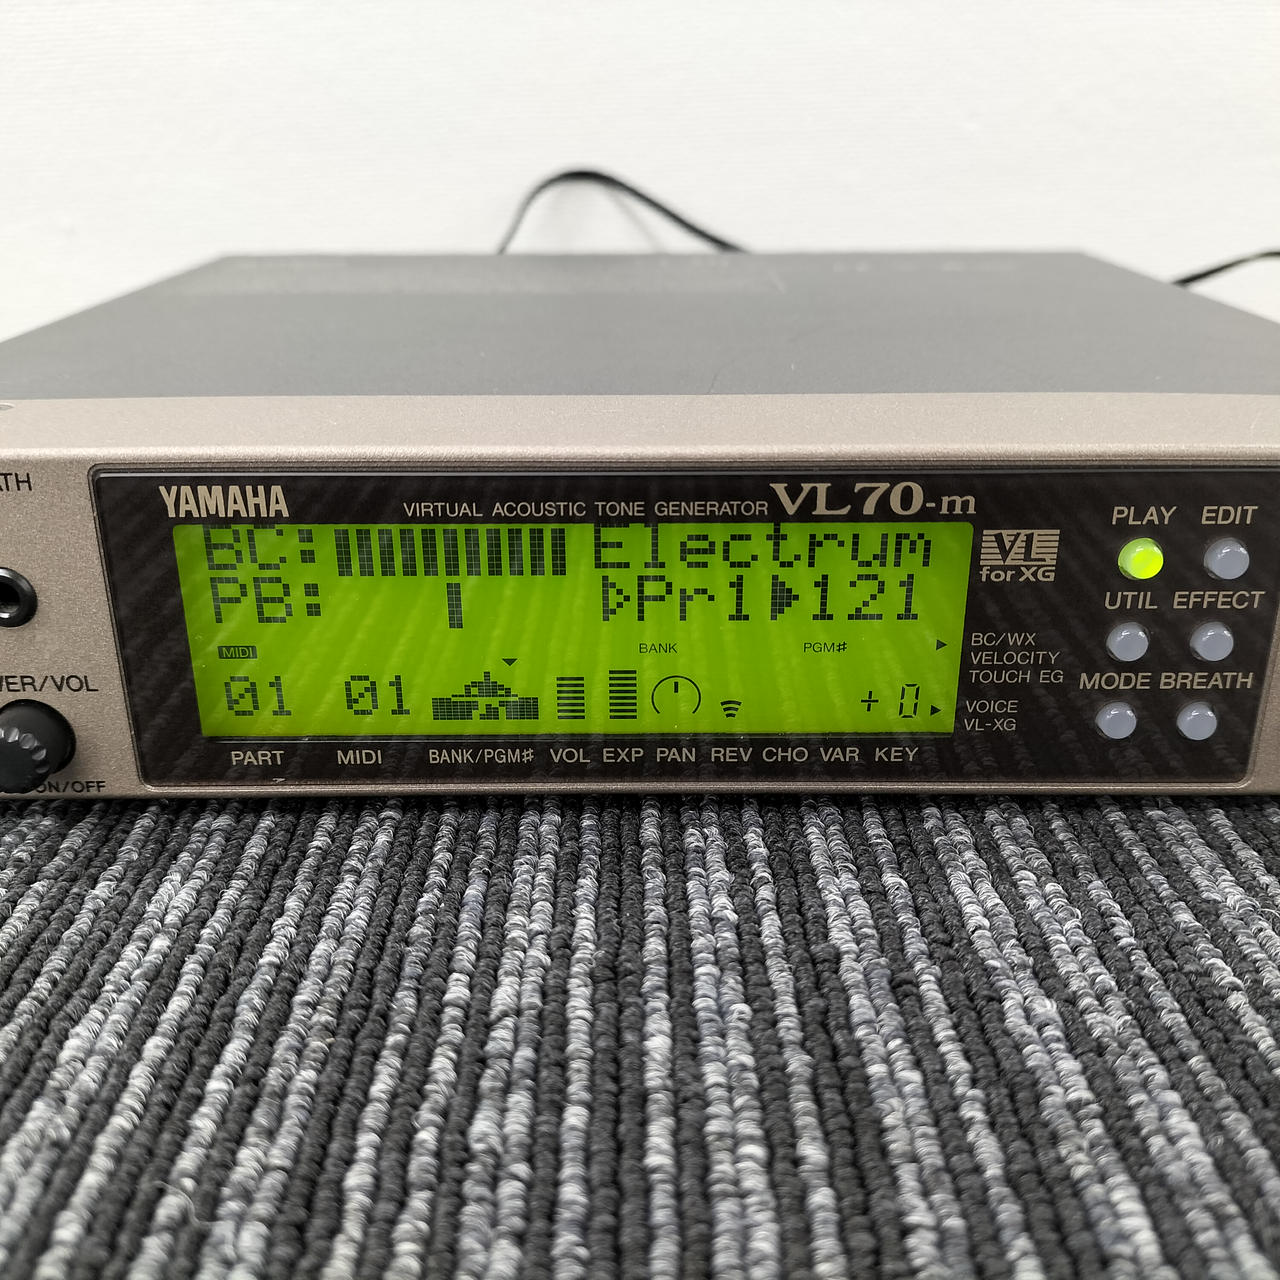 YAMAHA
VIRTUAL ACOUSTIC TONE GENERATOR VL70-m
BC: Electrum
PB: Pr1 121
MIDI BANK PGM#
01 01 + 0
PART MIDI BANK/PGM# VOL EXP PAN REV CHO VAR KEY
VL
for XG
BC/WX
VELOCITY
TOUCH EG
VOICE
VL-XG
PLAY EDIT
UTIL EFFECT
MODE BREATH
/VOL
ON/OFF